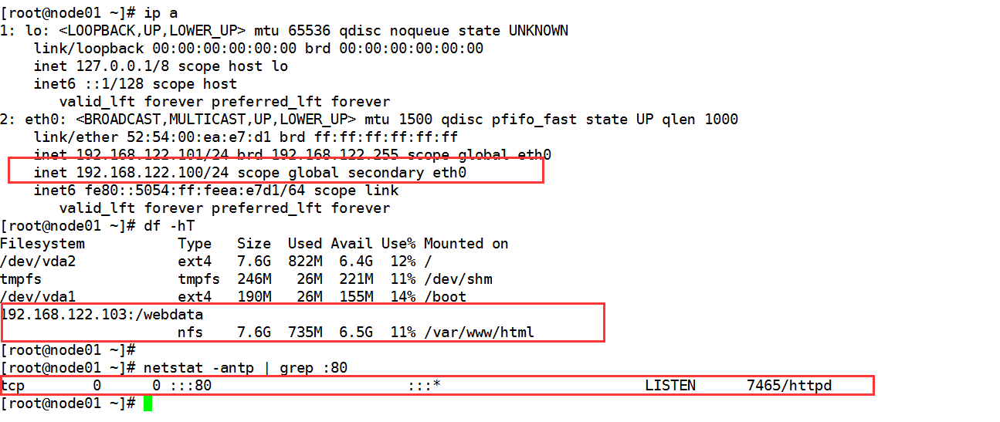 [root@node01 ~]# ip a
1: lo: <LOOPBACK,UP,LOWER_UP> mtu 65536 qdisc noqueue state UNKNOWN
    link/loopback 00:00:00:00:00:00 brd 00:00:00:00:00:00
    inet 127.0.0.1/8 scope host lo
    inet6 ::1/128 scope host
       valid_lft forever preferred_lft forever
2: eth0: <BROADCAST,MULTICAST,UP,LOWER_UP> mtu 1500 qdisc pfifo_fast state UP qlen 1000
    link/ether 52:54:00:ea:e7:d1 brd ff:ff:ff:ff:ff:ff
    inet 192.168.122.101/24 brd 192.168.122.255 scope global eth0
    inet 192.168.122.100/24 scope global secondary eth0
    inet6 fe80::5054:ff:feea:e7d1/64 scope link
       valid_lft forever preferred_lft forever
[root@node01 ~]# df -hT
Filesystem           Type   Size  Used Avail Use% Mounted on
/dev/vda2            ext4   7.6G  822M  6.4G  12% /
tmpfs                tmpfs  246M   26M  221M  11% /dev/shm
/dev/vda1            ext4   190M   26M  155M  14% /boot
192.168.122.103:/webdata
                     nfs    7.6G  735M  6.5G  11% /var/www/html
[root@node01 ~]#
[root@node01 ~]# netstat -antp | grep :80
tcp        0      0 :::80                       :::*                        LISTEN      7465/httpd
[root@node01 ~]#